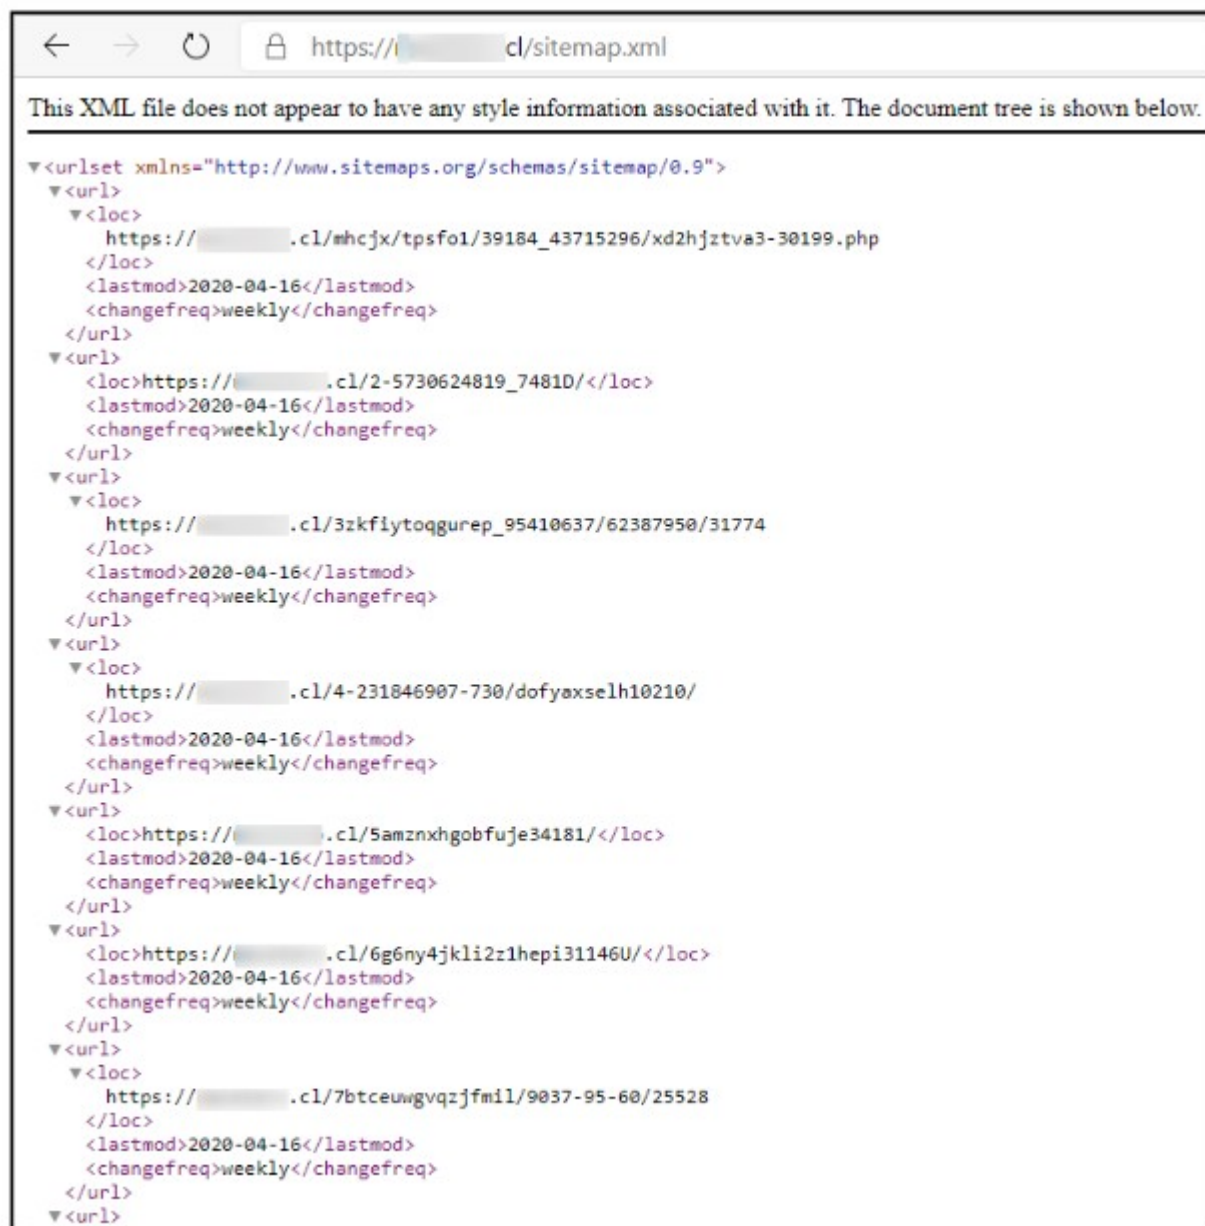 https:// cl/sitemap.xml
This XML file does not appear to have any style information associated with it. The document tree is shown below.
▼<urlset xmlns="http://www.sitemaps.org/schemas/sitemap/0.9">
▼<url>
▼<loc>
https:// .cl/mhcjx/tpsfo1/39184_43715296/xd2hjztva3-30199.php
</loc>
<lastmod>2020-04-16</lastmod>
<changefreq>weekly</changefreq>
</url>
▼<url>
<loc>https:// .cl/2-5730624819_7481D/</loc>
<lastmod>2020-04-16</lastmod>
<changefreq>weekly</changefreq>
</url>
▼<url>
▼<loc>
https:// .cl/3zkfiytoqgurep_95410637/62387950/31774
</loc>
<lastmod>2020-04-16</lastmod>
<changefreq>weekly</changefreq>
</url>
▼<url>
▼<loc>
https:// .cl/4-231846907-730/dofyaxselh10210/
</loc>
<lastmod>2020-04-16</lastmod>
<changefreq>weekly</changefreq>
</url>
▼<url>
<loc>https:// .cl/5amznxhgobfuje34181/</loc>
<lastmod>2020-04-16</lastmod>
<changefreq>weekly</changefreq>
</url>
▼<url>
<loc>https:// .cl/6g6ny4jkli2z1hepi31146U/</loc>
<lastmod>2020-04-16</lastmod>
<changefreq>weekly</changefreq>
</url>
▼<url>
▼<loc>
https:// .cl/7btceuwgvqzjfmil/9037-95-60/25528
</loc>
<lastmod>2020-04-16</lastmod>
<changefreq>weekly</changefreq>
</url>
▼<url>